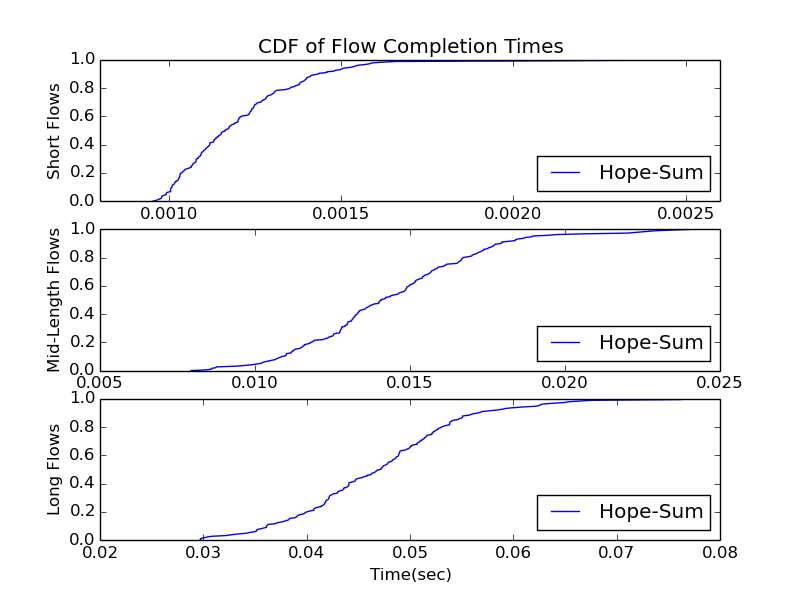 CDF of Flow Completion Times
1.0
0.8
0.6
0.4
0.2
0.0
Short Flows
Hope-Sum
0.0010 0.0015 0.0020 0.0025
1.0
0.8
0.6
0.4
0.2
0.0
Mid-Length Flows
Hope-Sum
0.005 0.010 0.015 0.020 0.025
1.0
0.8
0.6
0.4
0.2
0.0
Long Flows
Hope-Sum
0.02 0.03 0.04 0.05 0.06 0.07 0.08
Time(sec)